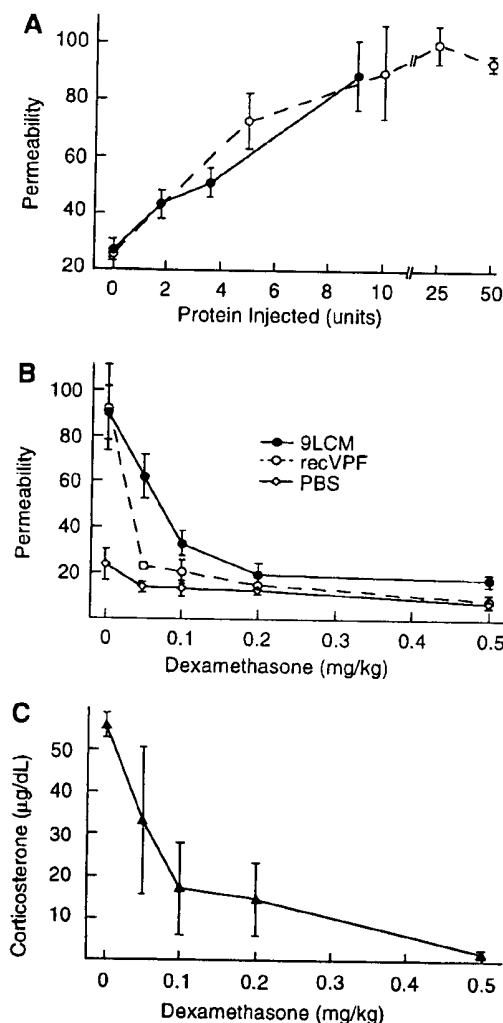 A
Permeability
100
80
60
40
20
0 2 4 6 8 10 25 50
Protein Injected (units)
B
Permeability
100
80
60
40
20
9LCM
recVPF
PBS
0 0.1 0.2 0.3 0.4 0.5
Dexamethasone (mg/kg)
C
Corticosterone (µg/dL)
50
40
30
20
10
0 0.1 0.2 0.3 0.4 0.5
Dexamethasone (mg/kg)